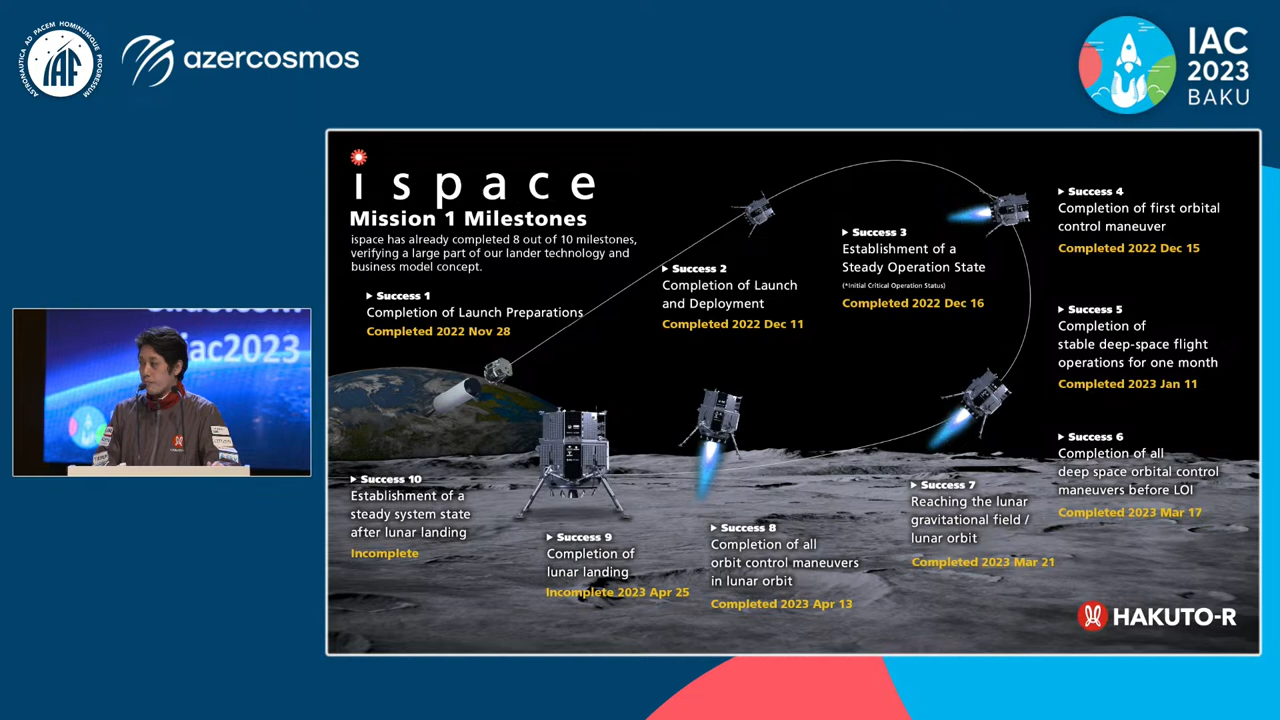 ASTRONAUTICA AD PACEM HOMINUMQUE PROGRESSUM
IAF
azercosmos
IAC
2023
BAKU
ispace
Mission 1 Milestones
ispace has already completed 8 out of 10 milestones,
verifying a large part of our lander technology and
business model concept.
Success 1
Completion of Launch Preparations
Completed 2022 Nov 28
Success 2
Completion of Launch
and Deployment
Completed 2022 Dec 11
Success 3
Establishment of a
Steady Operation State
(*Initial Critical Operation Status)
Completed 2022 Dec 16
Success 4
Completion of first orbital
control maneuver
Completed 2022 Dec 15
Success 5
Completion of
stable deep-space flight
operations for one month
Completed 2023 Jan 11
Success 6
Completion of all
deep space orbital control
maneuvers before LOI
Completed 2023 Mar 17
Success 7
Reaching the lunar
gravitational field /
lunar orbit
Completed 2023 Mar 21
Success 8
Completion of all
orbit control maneuvers
in lunar orbit
Completed 2023 Apr 13
Success 9
Completion of
lunar landing
Incomplete 2023 Apr 25
Success 10
Establishment of a
steady system state
after lunar landing
Incomplete
HAKUTO-R
iac2023